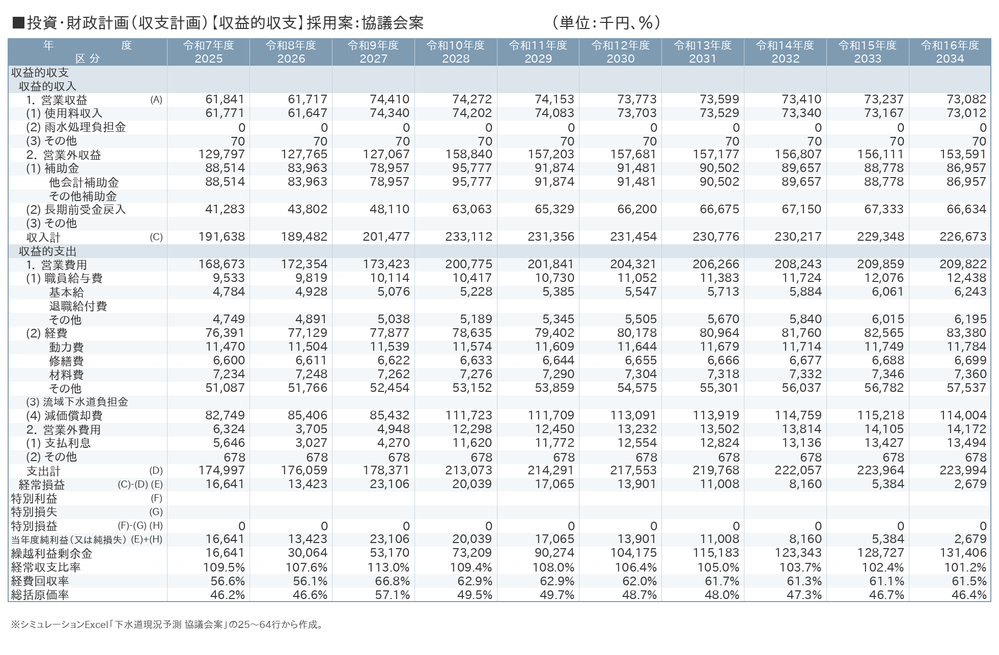 ■投資・財政計画（収支計画）【収益的収支】採用案：協議会案 （単位：千円、％）
年 度 令和7年度 令和8年度 令和9年度 令和10年度 令和11年度 令和12年度 令和13年度 令和14年度 令和15年度 令和16年度
区 分 2025 2026 2027 2028 2029 2030 2031 2032 2033 2034
収益的収支
収益的収入
1．営業収益 (A) 61,841 61,717 74,410 74,272 74,153 73,773 73,599 73,410 73,237 73,082
(1) 使用料収入 61,771 61,647 74,340 74,202 74,083 73,703 73,529 73,340 73,167 73,012
(2) 雨水処理負担金 0 0 0 0 0 0 0 0 0 0
(3) その他 70 70 70 70 70 70 70 70 70 70
2．営業外収益 129,797 127,765 127,067 158,840 157,203 157,681 157,177 156,807 156,111 153,591
(1) 補助金 88,514 83,963 78,957 95,777 91,874 91,481 90,502 89,657 88,778 86,957
他会計補助金 88,514 83,963 78,957 95,777 91,874 91,481 90,502 89,657 88,778 86,957
その他補助金
(2) 長期前受金戻入 41,283 43,802 48,110 63,063 65,329 66,200 66,675 67,150 67,333 66,634
(3) その他
収入計 (C) 191,638 189,482 201,477 233,112 231,356 231,454 230,776 230,217 229,348 226,673
収益的支出
1．営業費用 168,673 172,354 173,423 200,775 201,841 204,321 206,266 208,243 209,859 209,822
(1) 職員給与費 9,533 9,819 10,114 10,417 10,730 11,052 11,383 11,724 12,076 12,438
基本給 4,784 4,928 5,076 5,228 5,385 5,547 5,713 5,884 6,061 6,243
退職給付費
その他 4,749 4,891 5,038 5,189 5,345 5,505 5,670 5,840 6,015 6,195
(2) 経費 76,391 77,129 77,877 78,635 79,402 80,178 80,964 81,760 82,565 83,380
動力費 11,470 11,504 11,539 11,574 11,609 11,644 11,679 11,714 11,749 11,784
修繕費 6,600 6,611 6,622 6,633 6,644 6,655 6,666 6,677 6,688 6,699
材料費 7,234 7,248 7,262 7,276 7,290 7,304 7,318 7,332 7,346 7,360
その他 51,087 51,766 52,454 53,152 53,859 54,575 55,301 56,037 56,782 57,537
(3) 流域下水道負担金
(4) 減価償却費 82,749 85,406 85,432 111,723 111,709 113,091 113,919 114,759 115,218 114,004
2．営業外費用 6,324 3,705 4,948 12,298 12,450 13,232 13,502 13,814 14,105 14,172
(1) 支払利息 5,646 3,027 4,270 11,620 11,772 12,554 12,824 13,136 13,427 13,494
(2) その他 678 678 678 678 678 678 678 678 678 678
支出計 (D) 174,997 176,059 178,371 213,073 214,291 217,553 219,768 222,057 223,964 223,994
経常損益 (C)-(D) (E) 16,641 13,423 23,106 20,039 17,065 13,901 11,008 8,160 5,384 2,679
特別利益 (F)
特別損失 (G)
特別損益 (F)-(G) (H) 0 0 0 0 0 0 0 0 0 0
当年度純利益（又は純損失） (E)+(H) 16,641 13,423 23,106 20,039 17,065 13,901 11,008 8,160 5,384 2,679
繰越利益剰余金 16,641 30,064 53,170 73,209 90,274 104,175 115,183 123,343 128,727 131,406
経常収支比率 109.5% 107.6% 113.0% 109.4% 108.0% 106.4% 105.0% 103.7% 102.4% 101.2%
経費回収率 56.6% 56.1% 66.8% 62.9% 62.9% 62.0% 61.7% 61.3% 61.1% 61.5%
総括原価率 46.2% 46.6% 57.1% 49.5% 49.7% 48.7% 48.0% 47.3% 46.7% 46.4%
※シミュレーションExcel「下水道現況予測 協議会案」の25～64行から作成。